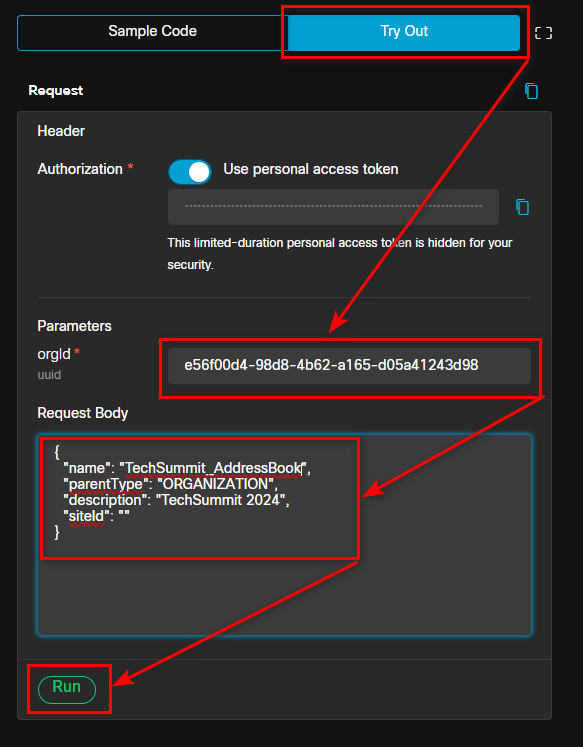 Sample Code
Try Out
Request
Header
Authorization *
Use personal access token
This limited-duration personal access token is hidden for your
security.
Parameters
orgId *
uuid
e56f00d4-98d8-4b62-a165-d05a41243d98
Request Body
{
"name": "TechSummit_AddressBook",
"parentType": "ORGANIZATION",
"description": "TechSummit 2024",
"siteId": ""
}
Run